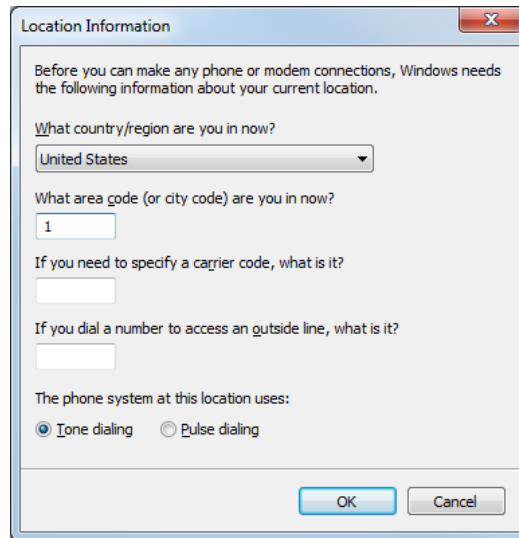 Location Information
Before you can make any phone or modem connections, Windows needs
the following information about your current location.
What country/region are you in now?
United States
What area code (or city code) are you in now?
1
If you need to specify a carrier code, what is it?
If you dial a number to access an outside line, what is it?
The phone system at this location uses:
Tone dialing Pulse dialing
OK Cancel